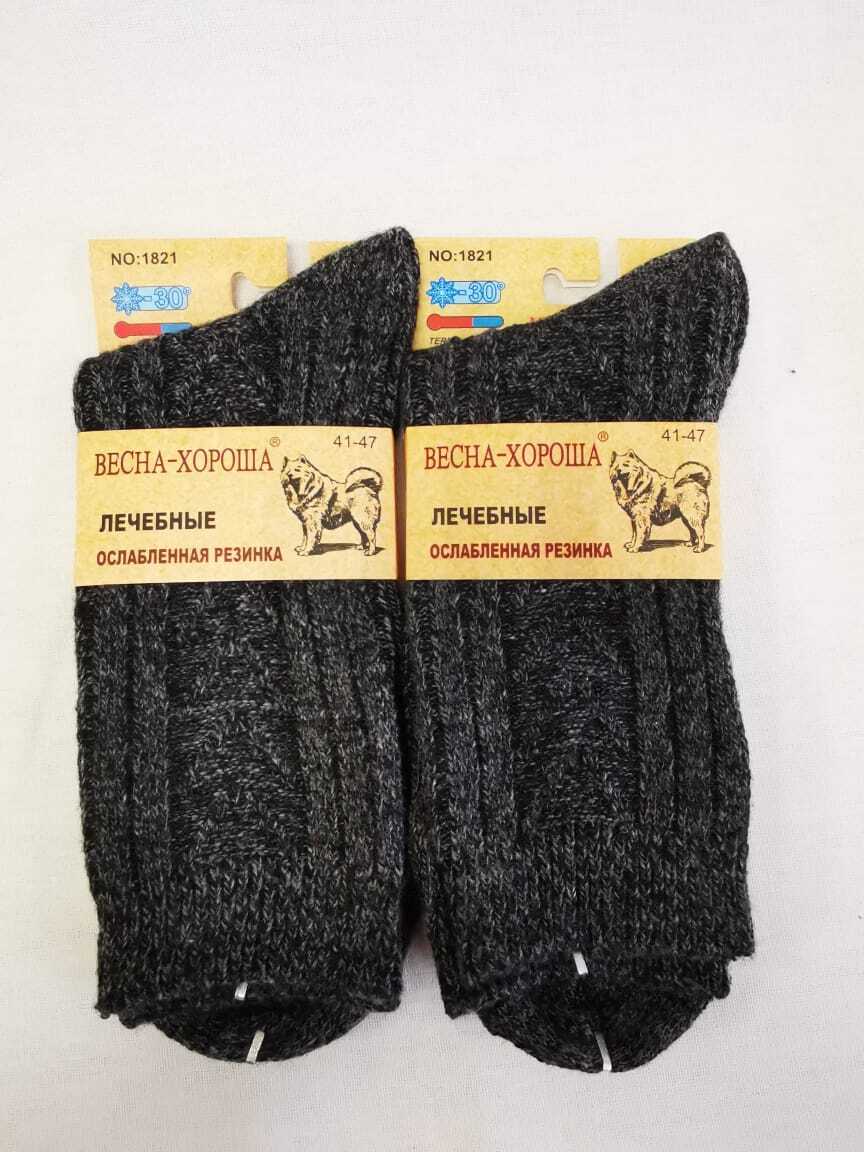 NO:1821
-30°
NO:1821
-30°
ВЕСНА-ХОРОША®
41-47
ЛЕЧЕБНЫЕ
ОСЛАБЛЕННАЯ РЕЗИНКА
ВЕСНА-ХОРОША®
41-47
ЛЕЧЕБНЫЕ
ОСЛАБЛЕННАЯ РЕЗИНКА